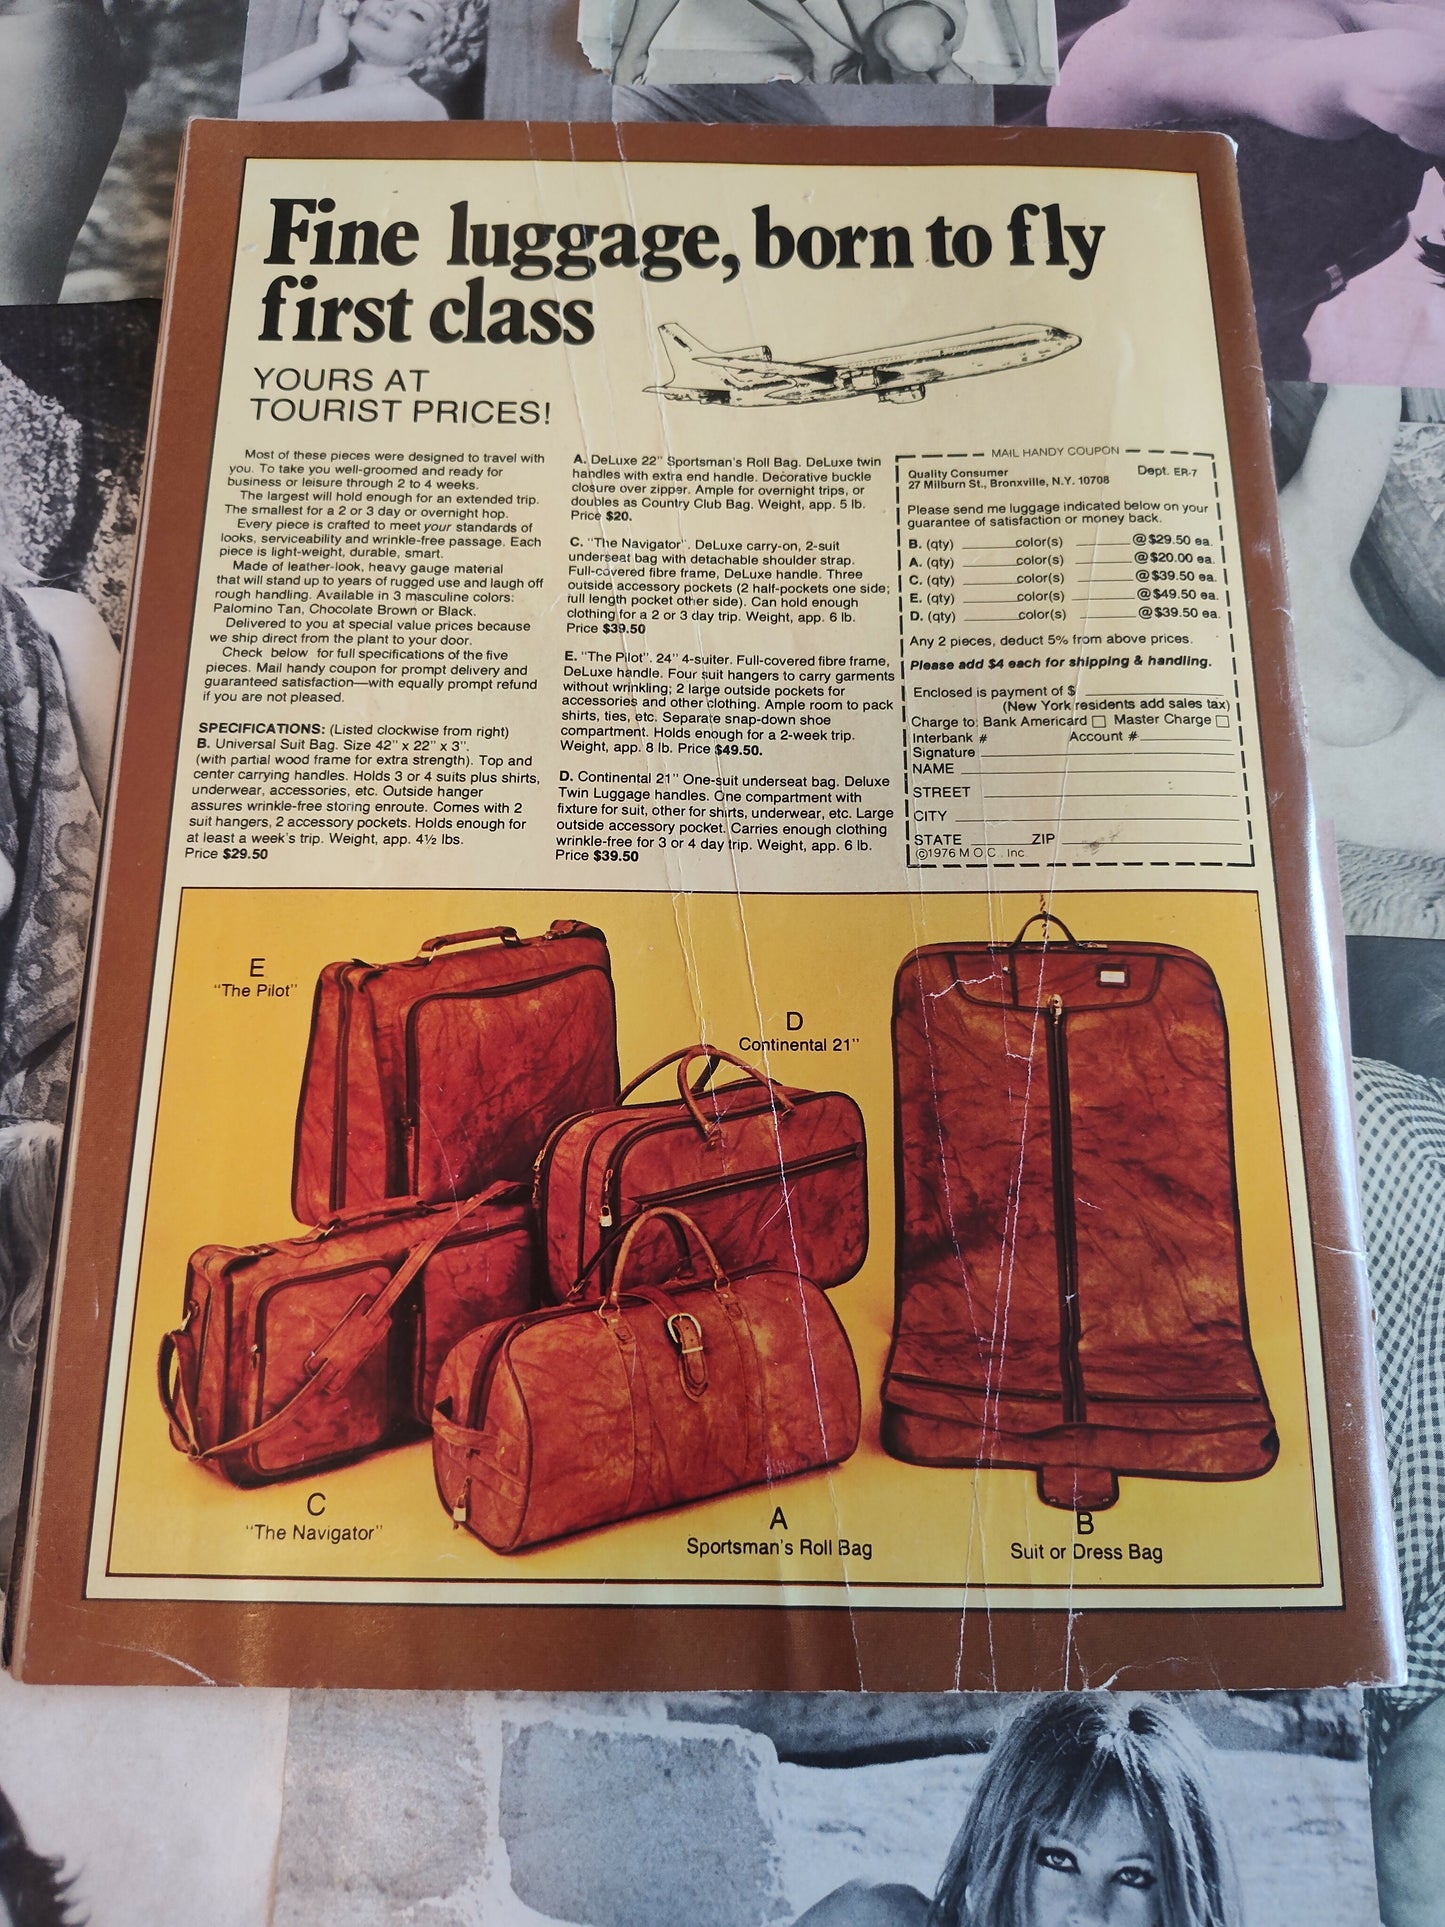 Fine luggage, born to fly
first class
YOURS AT
TOURIST PRICES!
Most of these pieces were designed to travel with
you. To take you well-groomed and ready for
business or leisure through 2 to 4 weeks.
The largest will hold enough for an extended trip.
The smallest for a 2 or 3 day or overnight hop.
Every piece is crafted to meet your standards of
looks, serviceability and wrinkle-free passage. Each
piece is light-weight, durable, smart.
Made of leather-look, heavy gauge material
that will stand up to years of rugged use and laugh off
rough handling. Available in 3 masculine colors:
Palomino Tan, Chocolate Brown or Black.
Delivered to you at special value prices because
we ship direct from the plant to your door.
Check below for full specifications of the five
pieces. Mail handy coupon for prompt delivery and
guaranteed satisfaction—with equally prompt refund
if you are not pleased.
SPECIFICATIONS: (Listed clockwise from right)
B. Universal Suit Bag. Size 42" x 22" x 3".
(with partial wood frame for extra strength). Top and
center carrying handles. Holds 3 or 4 suits plus shirts,
underwear, accessories, etc. Outside hanger
assures wrinkle-free storing enroute. Comes with 2
suit hangers, 2 accessory pockets. Holds enough for
at least a week's trip. Weight, app. 4½ lbs.
Price $29.50
A. DeLuxe 22" Sportsman's Roll Bag. DeLuxe twin
handles with extra end handle. Decorative buckle
closure over zipper. Ample for overnight trips, or
doubles as Country Club Bag. Weight, app. 5 lb.
Price $20.
C. "The Navigator". DeLuxe carry-on, 2-suit
underseat bag with detachable shoulder strap.
Full-covered fibre frame, DeLuxe handle. Three
outside accessory pockets (2 half-pockets one side;
full length pocket other side). Can hold enough
clothing for a 2 or 3 day trip. Weight, app. 6 lb.
Price $39.50
E. "The Pilot". 24" 4-suiter. Full-covered fibre frame,
DeLuxe handle. Four suit hangers to carry garments
without wrinkling; 2 large outside pockets for
accessories and other clothing. Ample room to pack
shirts, ties, etc. Separate snap-down shoe
compartment. Holds enough for a 2-week trip.
Weight, app. 8 lb. Price $49.50.
D. Continental 21" One-suit underseat bag. Deluxe
Twin Luggage handles. One compartment with
fixture for suit, other for shirts, underwear, etc. Large
outside accessory pocket. Carries enough clothing
wrinkle-free for 3 or 4 day trip. Weight, app. 6 lb.
Price $39.50
MAIL HANDY COUPON
Quality Consumer Dept. ER-7
27 Milburn St., Bronxville, N.Y. 10708
Please send me luggage indicated below on your
guarantee of satisfaction or money back.
B. (qty) ______color(s) ______@$29.50 ea.
A. (qty) ______color(s) ______@$20.00 ea.
C. (qty) ______color(s) ______@$39.50 ea.
E. (qty) ______color(s) ______@$49.50 ea.
D. (qty) ______color(s) ______@$39.50 ea.
Any 2 pieces, deduct 5% from above prices.
Please add $4 each for shipping & handling.
Enclosed is payment of $ ______
(New York residents add sales tax)
Charge to: Bank Americard □ Master Charge □
Interbank # Account # ______
Signature ______
NAME ______
STREET ______
CITY ______
STATE ______ZIP ______
©1976 M.O.C. Inc.
E
"The Pilot"
D
Continental 21"
C
"The Navigator"
A
Sportsman's Roll Bag
B
Suit or Dress Bag